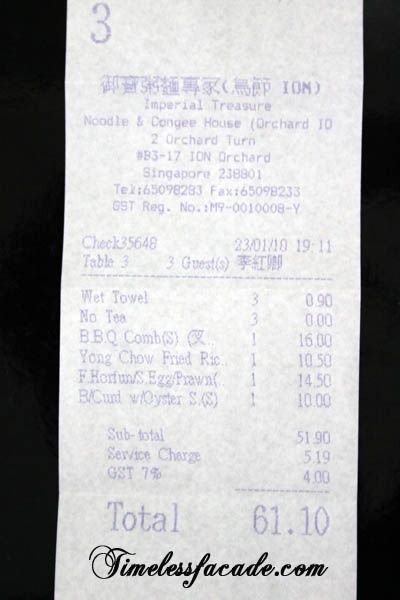 3
御寶粥麵專家(烏節 ION)
Imperial Treasure
Noodle & Congee House (Orchard IO
2 Orchard Turn
#B3-17 ION Orchard
Singapore 238801
Tel:65098283 Fax:65098233
GST Reg. No.:M9-0010008-Y
Check35648 23/01/10 19-11
Table 3 3 Guest(s) 李紅卿
Wet Towel 3 0.90
No Tea 3 0.00
B.B.Q Comb(S) (叉..  1 16.00
Yong Chow Fried Ric.. 1 10.50
F.Horfun/S.Egg/Prawn(.. 1 14.50
B/Curd w/Oyster S.(S) 1 10.00
Sub-total 51.90
Service Charge 5.19
GST 7% 4.00
Total 61.10
Timelessfacade.com